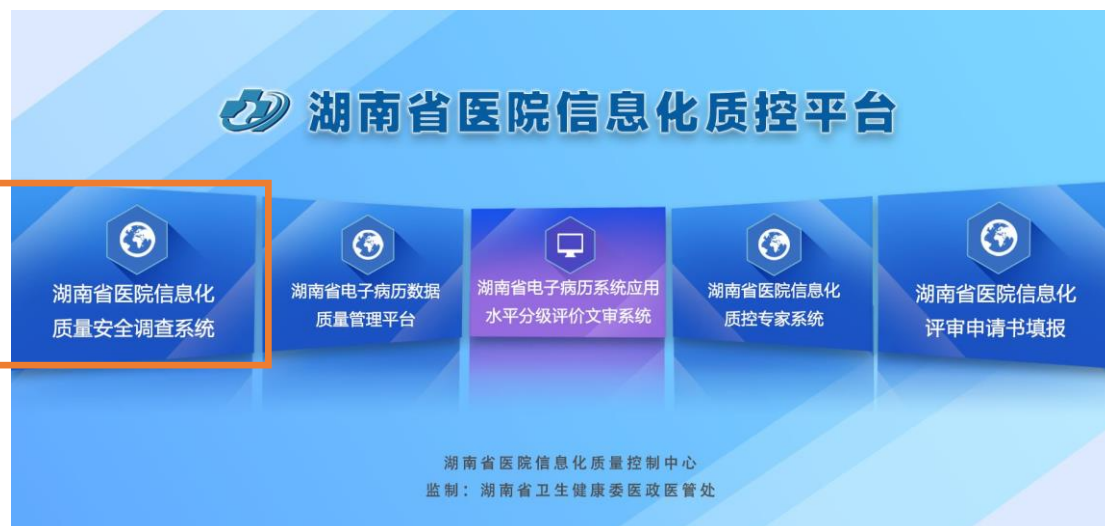 湖南省医院信息化质控平台
湖南省医院信息化
质量安全调查系统
湖南省电子病历数据
质量管理平台
湖南省电子病历系统应用
水平分级评价文审系统
湖南省医院信息化
质控专家系统
湖南省医院信息化
评审申请书填报
湖南省医院信息化质量控制中心
监制：湖南省卫生健康委医政医管处